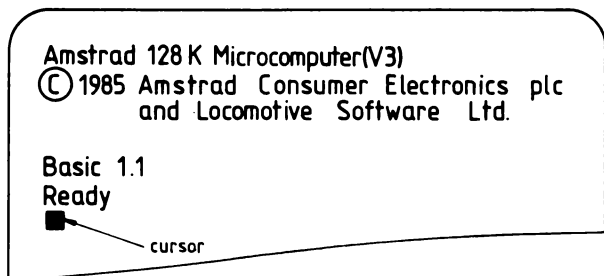 Amstrad 128 K Microcomputer(V3)
© 1985 Amstrad Consumer Electronics plc
and Locomotive Software Ltd.
Basic 1.1
Ready
cursor